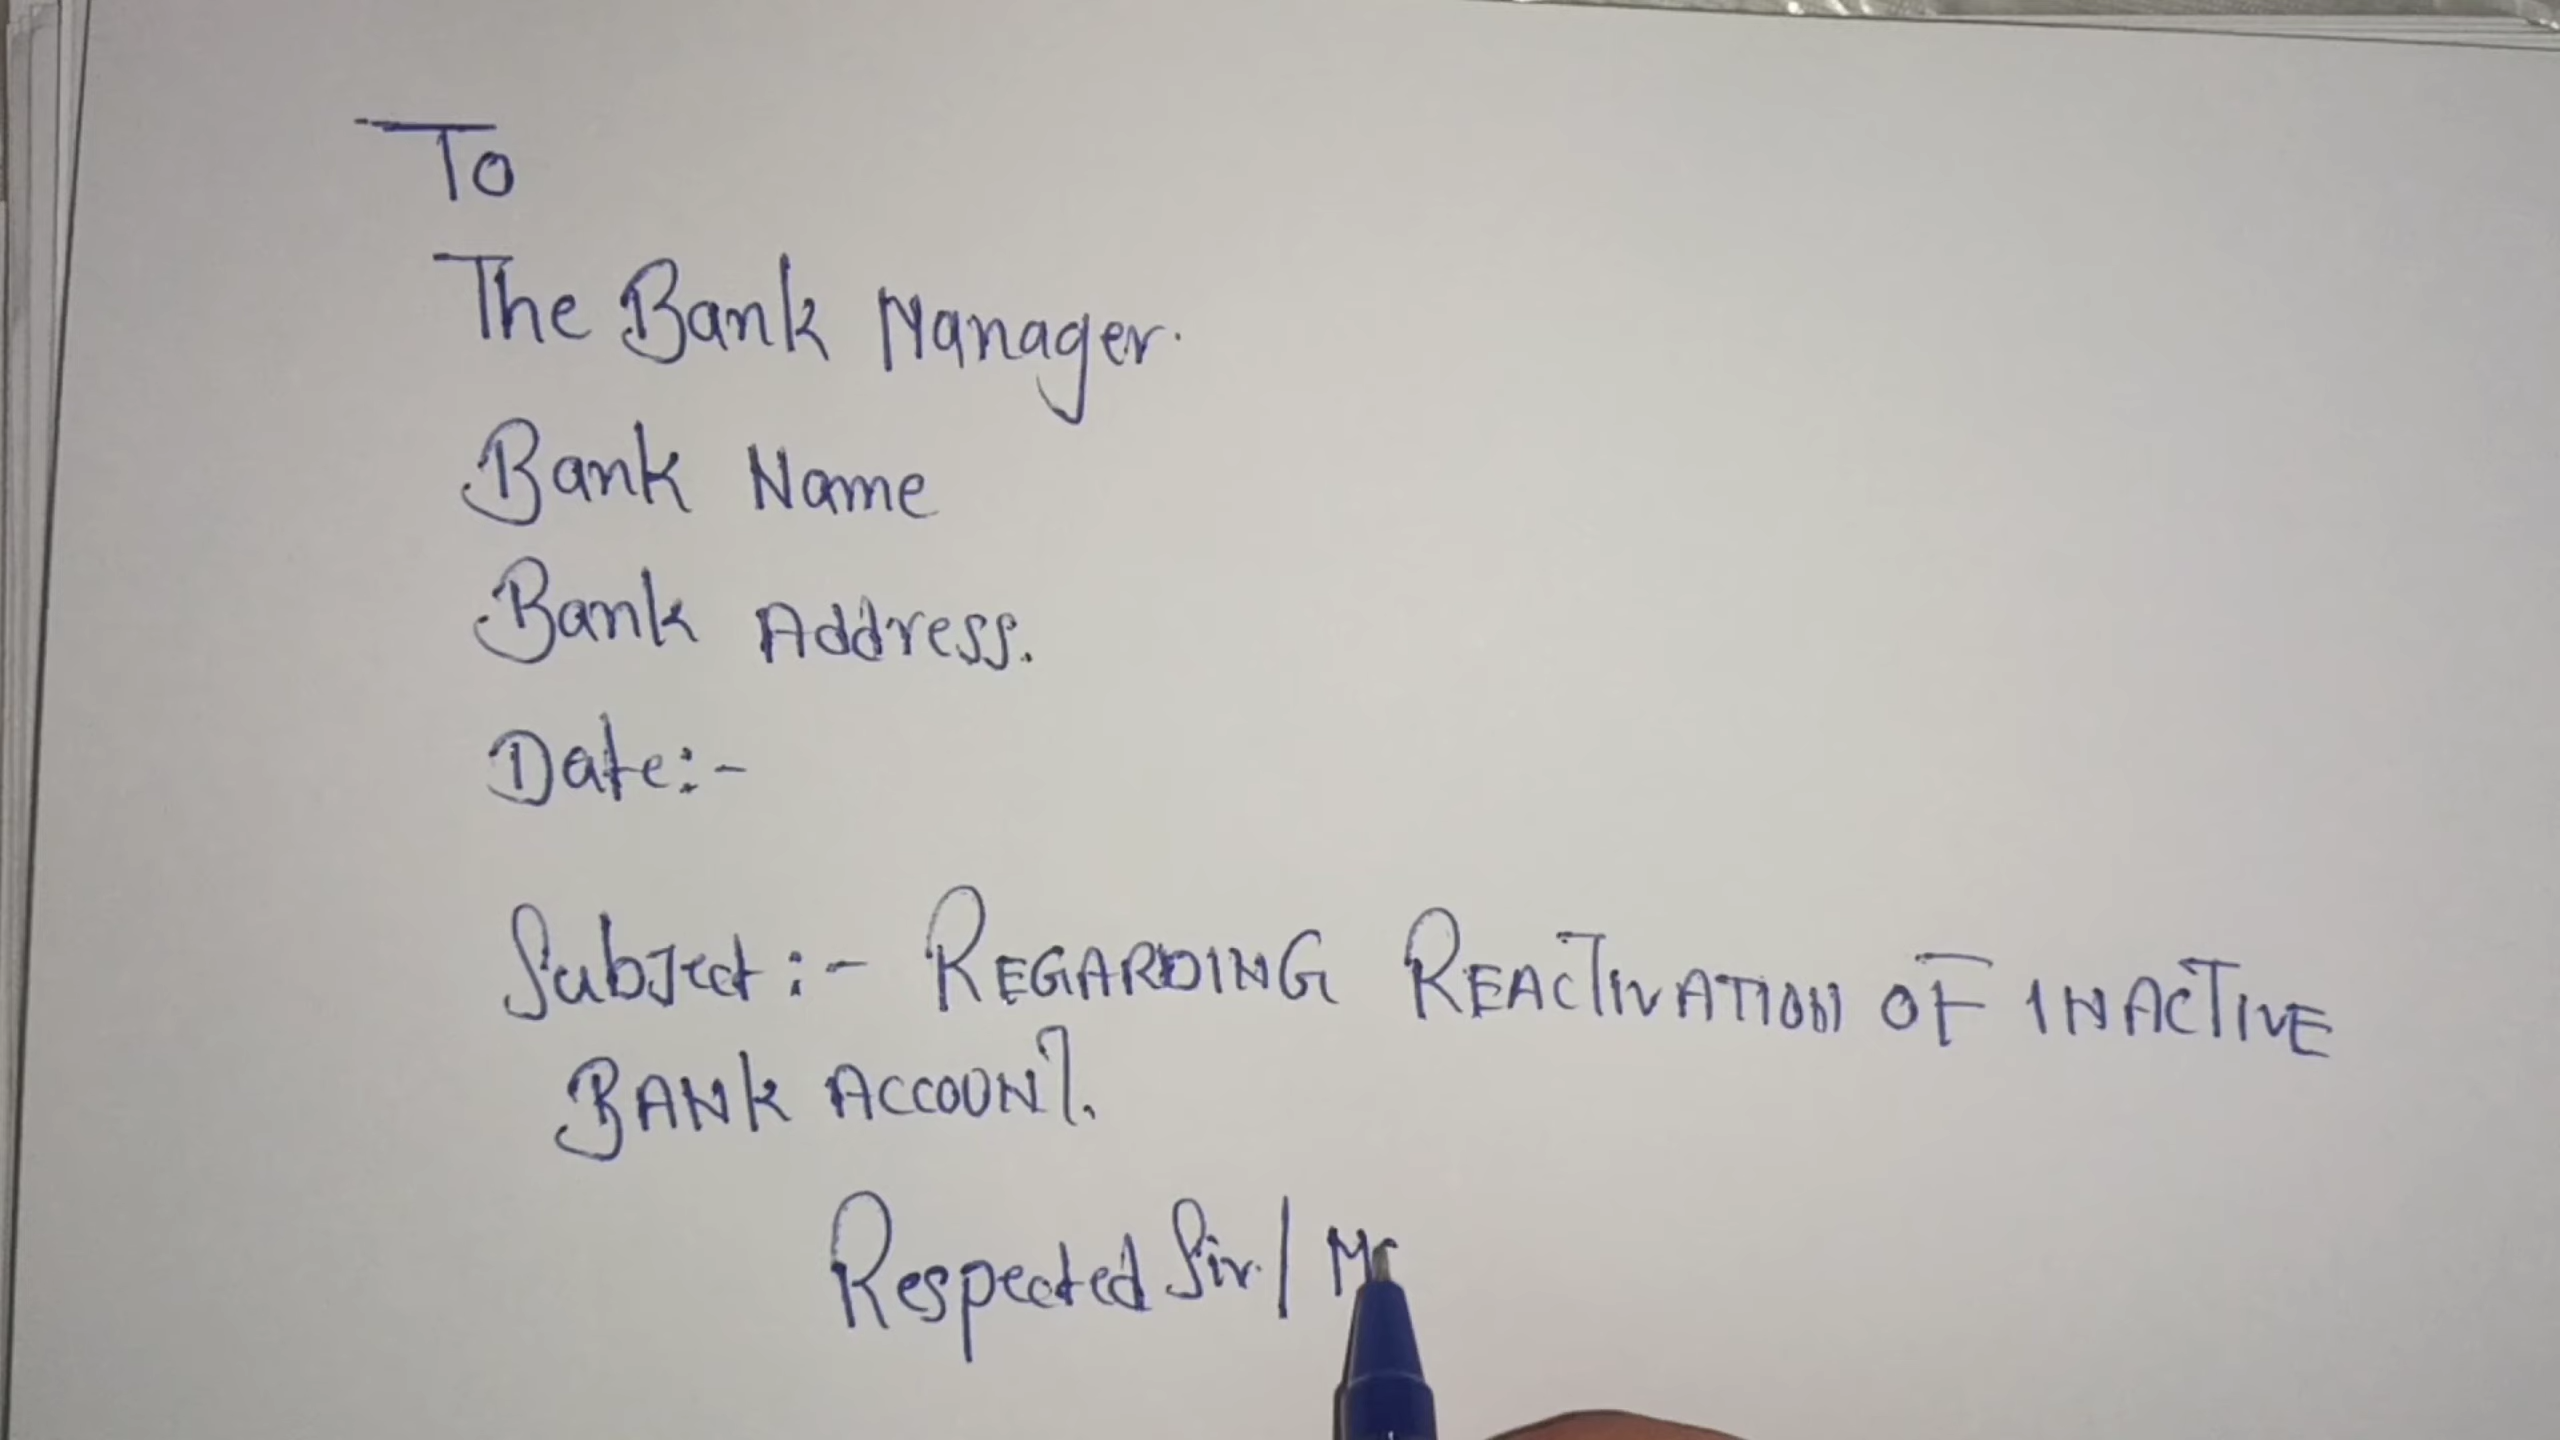 To
The Bank Manager.
Bank Name
Bank Address.
Date:-
Subject:- REGARDING REACTIVATION OF INACTIVE
BANK ACCOUNT.
Respected Sir/